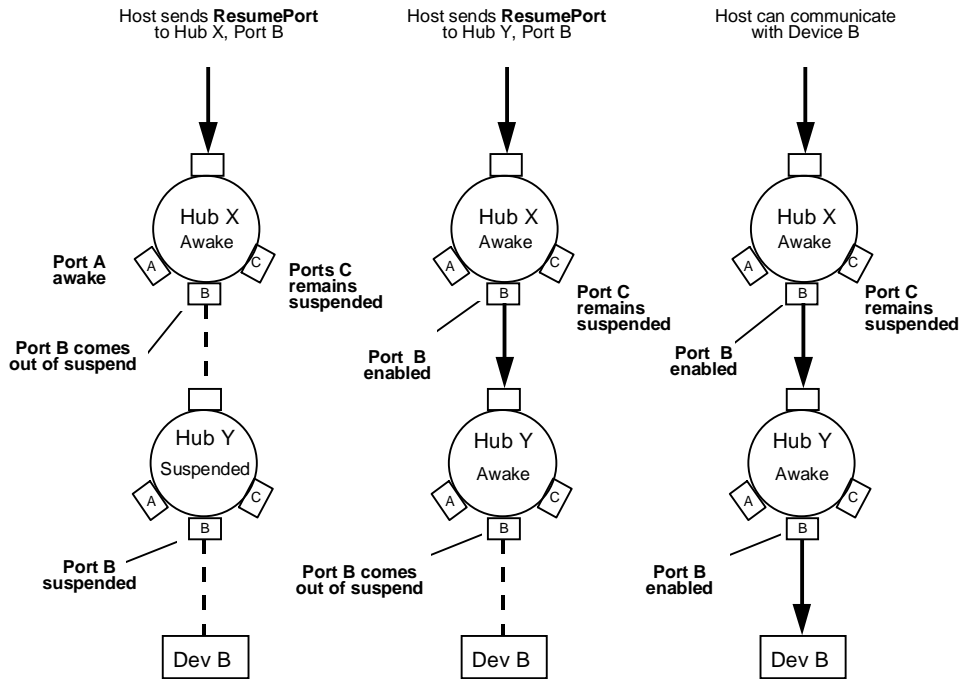 Host sends ResumePort
to Hub X, Port B
Hub X
Awake
A
B
C
Port A
awake
Ports C
remains
suspended
Port B comes
out of suspend
Hub Y
Suspended
A
B
C
Port B
suspended
Dev B
Host sends ResumePort
to Hub Y, Port B
Hub X
Awake
A
B
C
Port C
remains
suspended
Port B
enabled
Hub Y
Awake
A
B
C
Port B comes
out of suspend
Dev B
Host can communicate
with Device B
Hub X
Awake
A
B
C
Port C
remains
suspended
Port B
enabled
Hub Y
Awake
A
B
C
Port B
enabled
Dev B